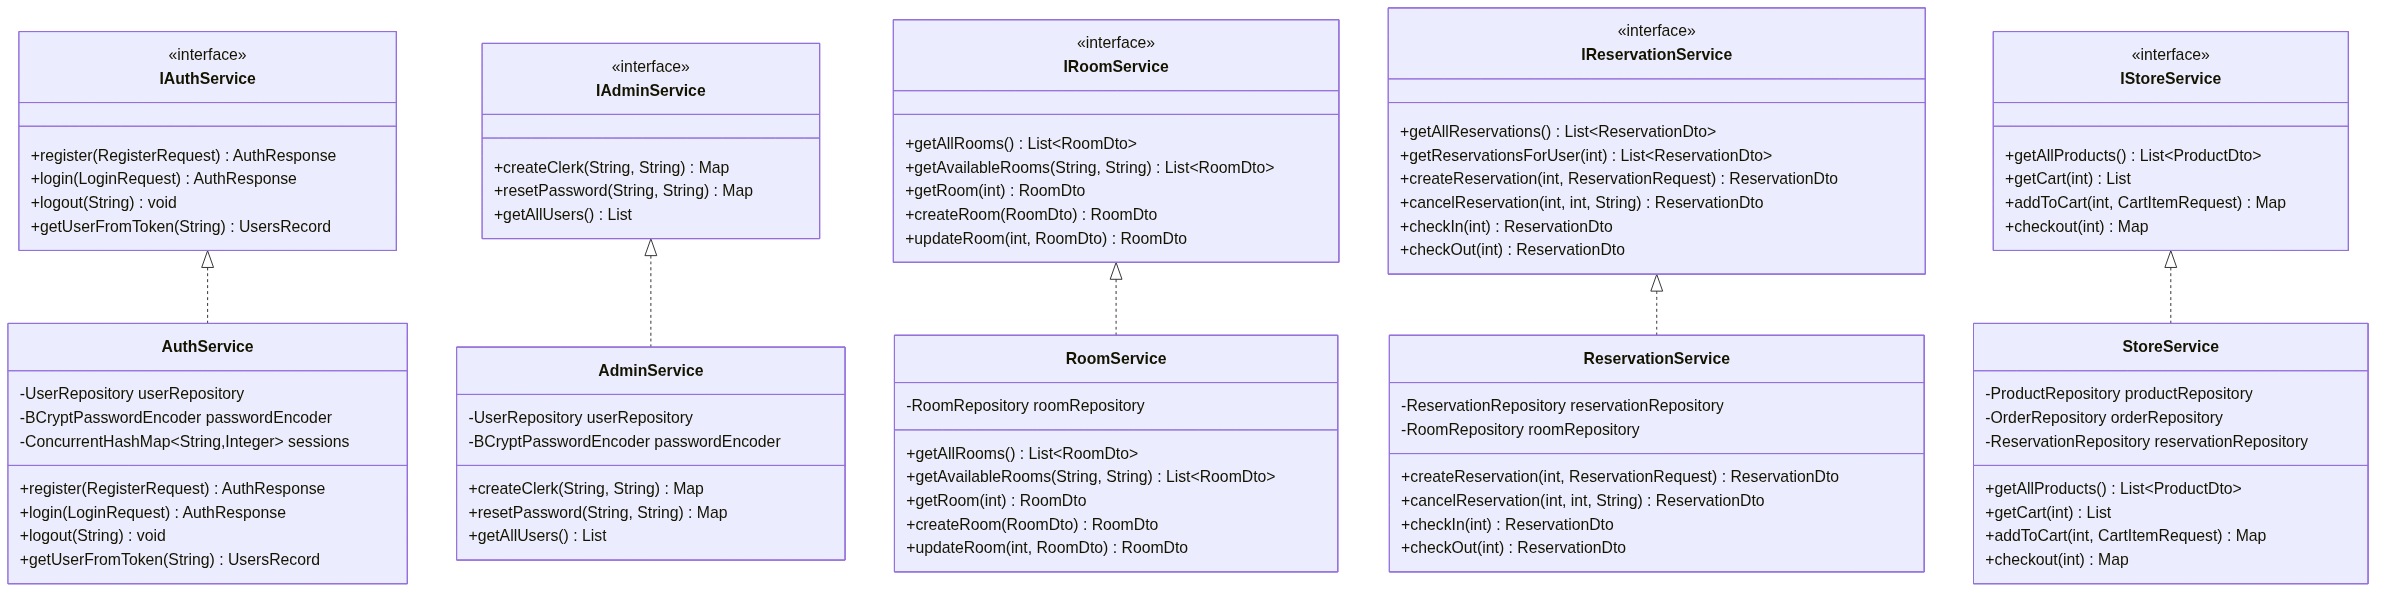 «interface»
IAuthService
+register(RegisterRequest) : AuthResponse
+login(LoginRequest) : AuthResponse
+logout(String) : void
+getUserFromToken(String) : UsersRecord
«interface»
IAdminService
+createClerk(String, String) : Map
+resetPassword(String, String) : Map
+getAllUsers() : List
«interface»
IRoomService
+getAllRooms() : List<RoomDto>
+getAvailableRooms(String, String) : List<RoomDto>
+getRoom(int) : RoomDto
+createRoom(RoomDto) : RoomDto
+updateRoom(int, RoomDto) : RoomDto
«interface»
IReservationService
+getAllReservations() : List<ReservationDto>
+getReservationsForUser(int) : List<ReservationDto>
+createReservation(int, ReservationRequest) : ReservationDto
+cancelReservation(int, int, String) : ReservationDto
+checkIn(int) : ReservationDto
+checkOut(int) : ReservationDto
«interface»
IStoreService
+getAllProducts() : List<ProductDto>
+getCart(int) : List
+addToCart(int, CartItemRequest) : Map
+checkout(int) : Map
AuthService
-UserRepository userRepository
-BCryptPasswordEncoder passwordEncoder
-ConcurrentHashMap<String,Integer> sessions
+register(RegisterRequest) : AuthResponse
+login(LoginRequest) : AuthResponse
+logout(String) : void
+getUserFromToken(String) : UsersRecord
AdminService
-UserRepository userRepository
-BCryptPasswordEncoder passwordEncoder
+createClerk(String, String) : Map
+resetPassword(String, String) : Map
+getAllUsers() : List
RoomService
-RoomRepository roomRepository
+getAllRooms() : List<RoomDto>
+getAvailableRooms(String, String) : List<RoomDto>
+getRoom(int) : RoomDto
+createRoom(RoomDto) : RoomDto
+updateRoom(int, RoomDto) : RoomDto
ReservationService
-ReservationRepository reservationRepository
-RoomRepository roomRepository
+createReservation(int, ReservationRequest) : ReservationDto
+cancelReservation(int, int, String) : ReservationDto
+checkIn(int) : ReservationDto
+checkOut(int) : ReservationDto
StoreService
-ProductRepository productRepository
-OrderRepository orderRepository
-ReservationRepository reservationRepository
+getAllProducts() : List<ProductDto>
+getCart(int) : List
+addToCart(int, CartItemRequest) : Map
+checkout(int) : Map